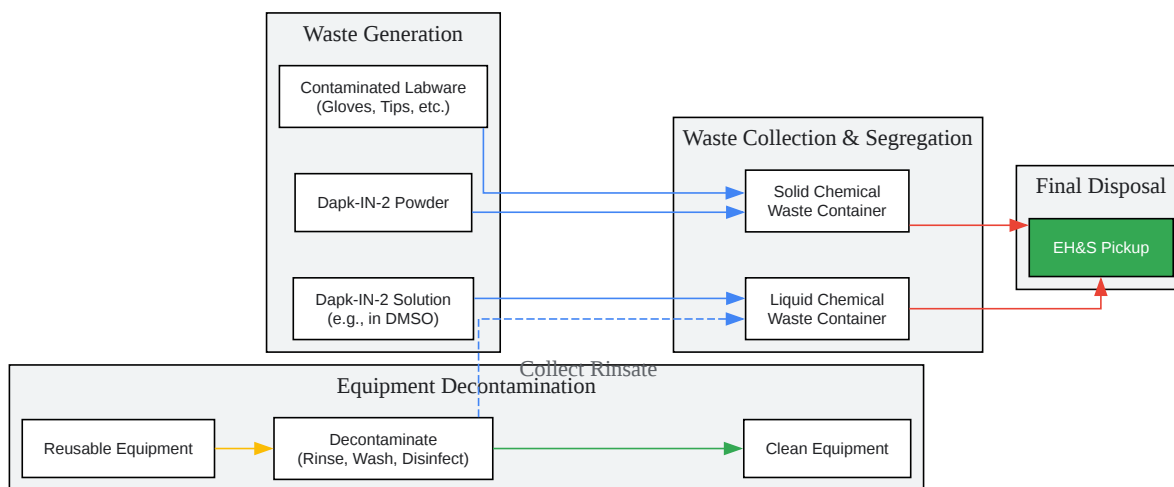 Waste Generation
Contaminated Labware
(Gloves, Tips, etc.)
Dapk-IN-2 Powder
Dapk-IN-2 Solution
(e.g., in DMSO)
Waste Collection & Segregation
Solid Chemical
Waste Container
Liquid Chemical
Waste Container
Final Disposal
EH&S Pickup
Collect Rinsate
Equipment Decontamination
Reusable Equipment
Decontaminate
(Rinse, Wash, Disinfect)
Clean Equipment